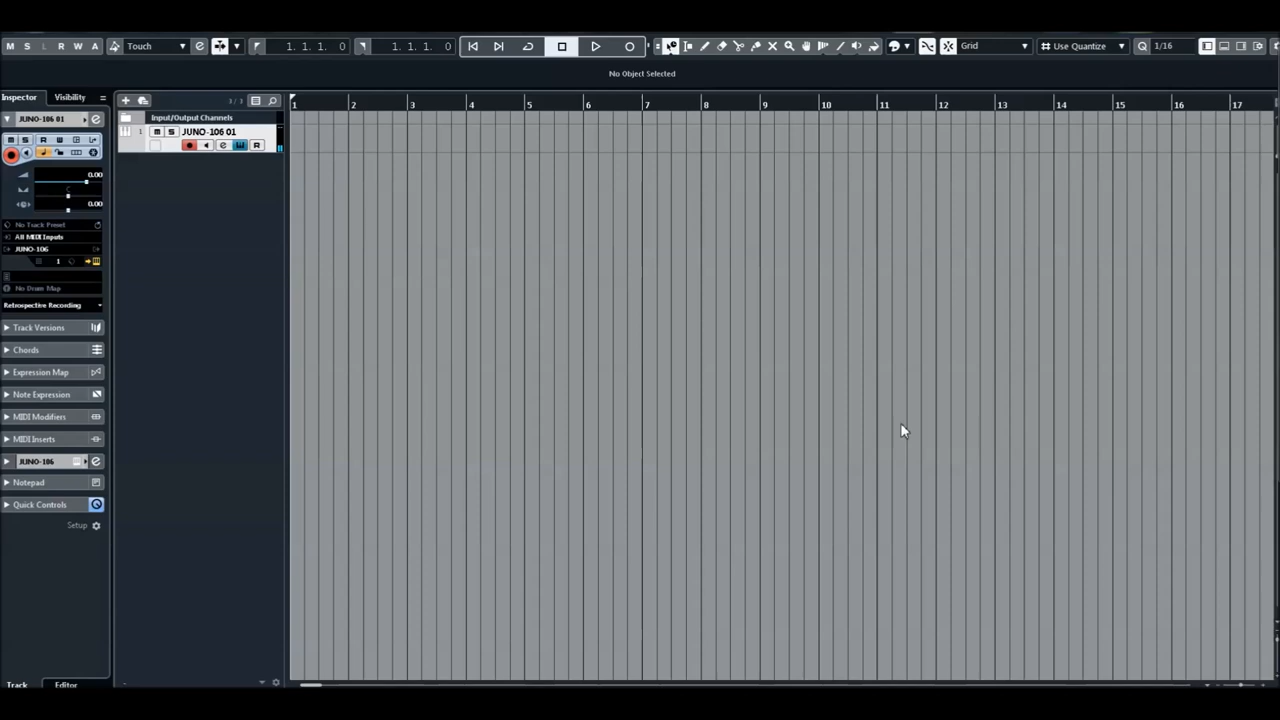 M S L R W A Touch 1. 1. 1. 0 1. 1. 1. 0 Grid Use Quantize Q 1/16
No Object Selected
Inspector Visibility 3 / 3 1 2 3 4 5 6 7 8 9 10 11 12 13 14 15 16 17
JUNO-106 01 Input/Output Channels
1 JUNO-106 01
R
0.00
C
0.00
No Track Preset
All MIDI Inputs
JUNO-106
1
No Drum Map
Retrospective Recording
Track Versions
Chords
Expression Map
Note Expression
MIDI Modifiers
MIDI Inserts
JUNO-106
Notepad
Quick Controls
Setup
Track Editor